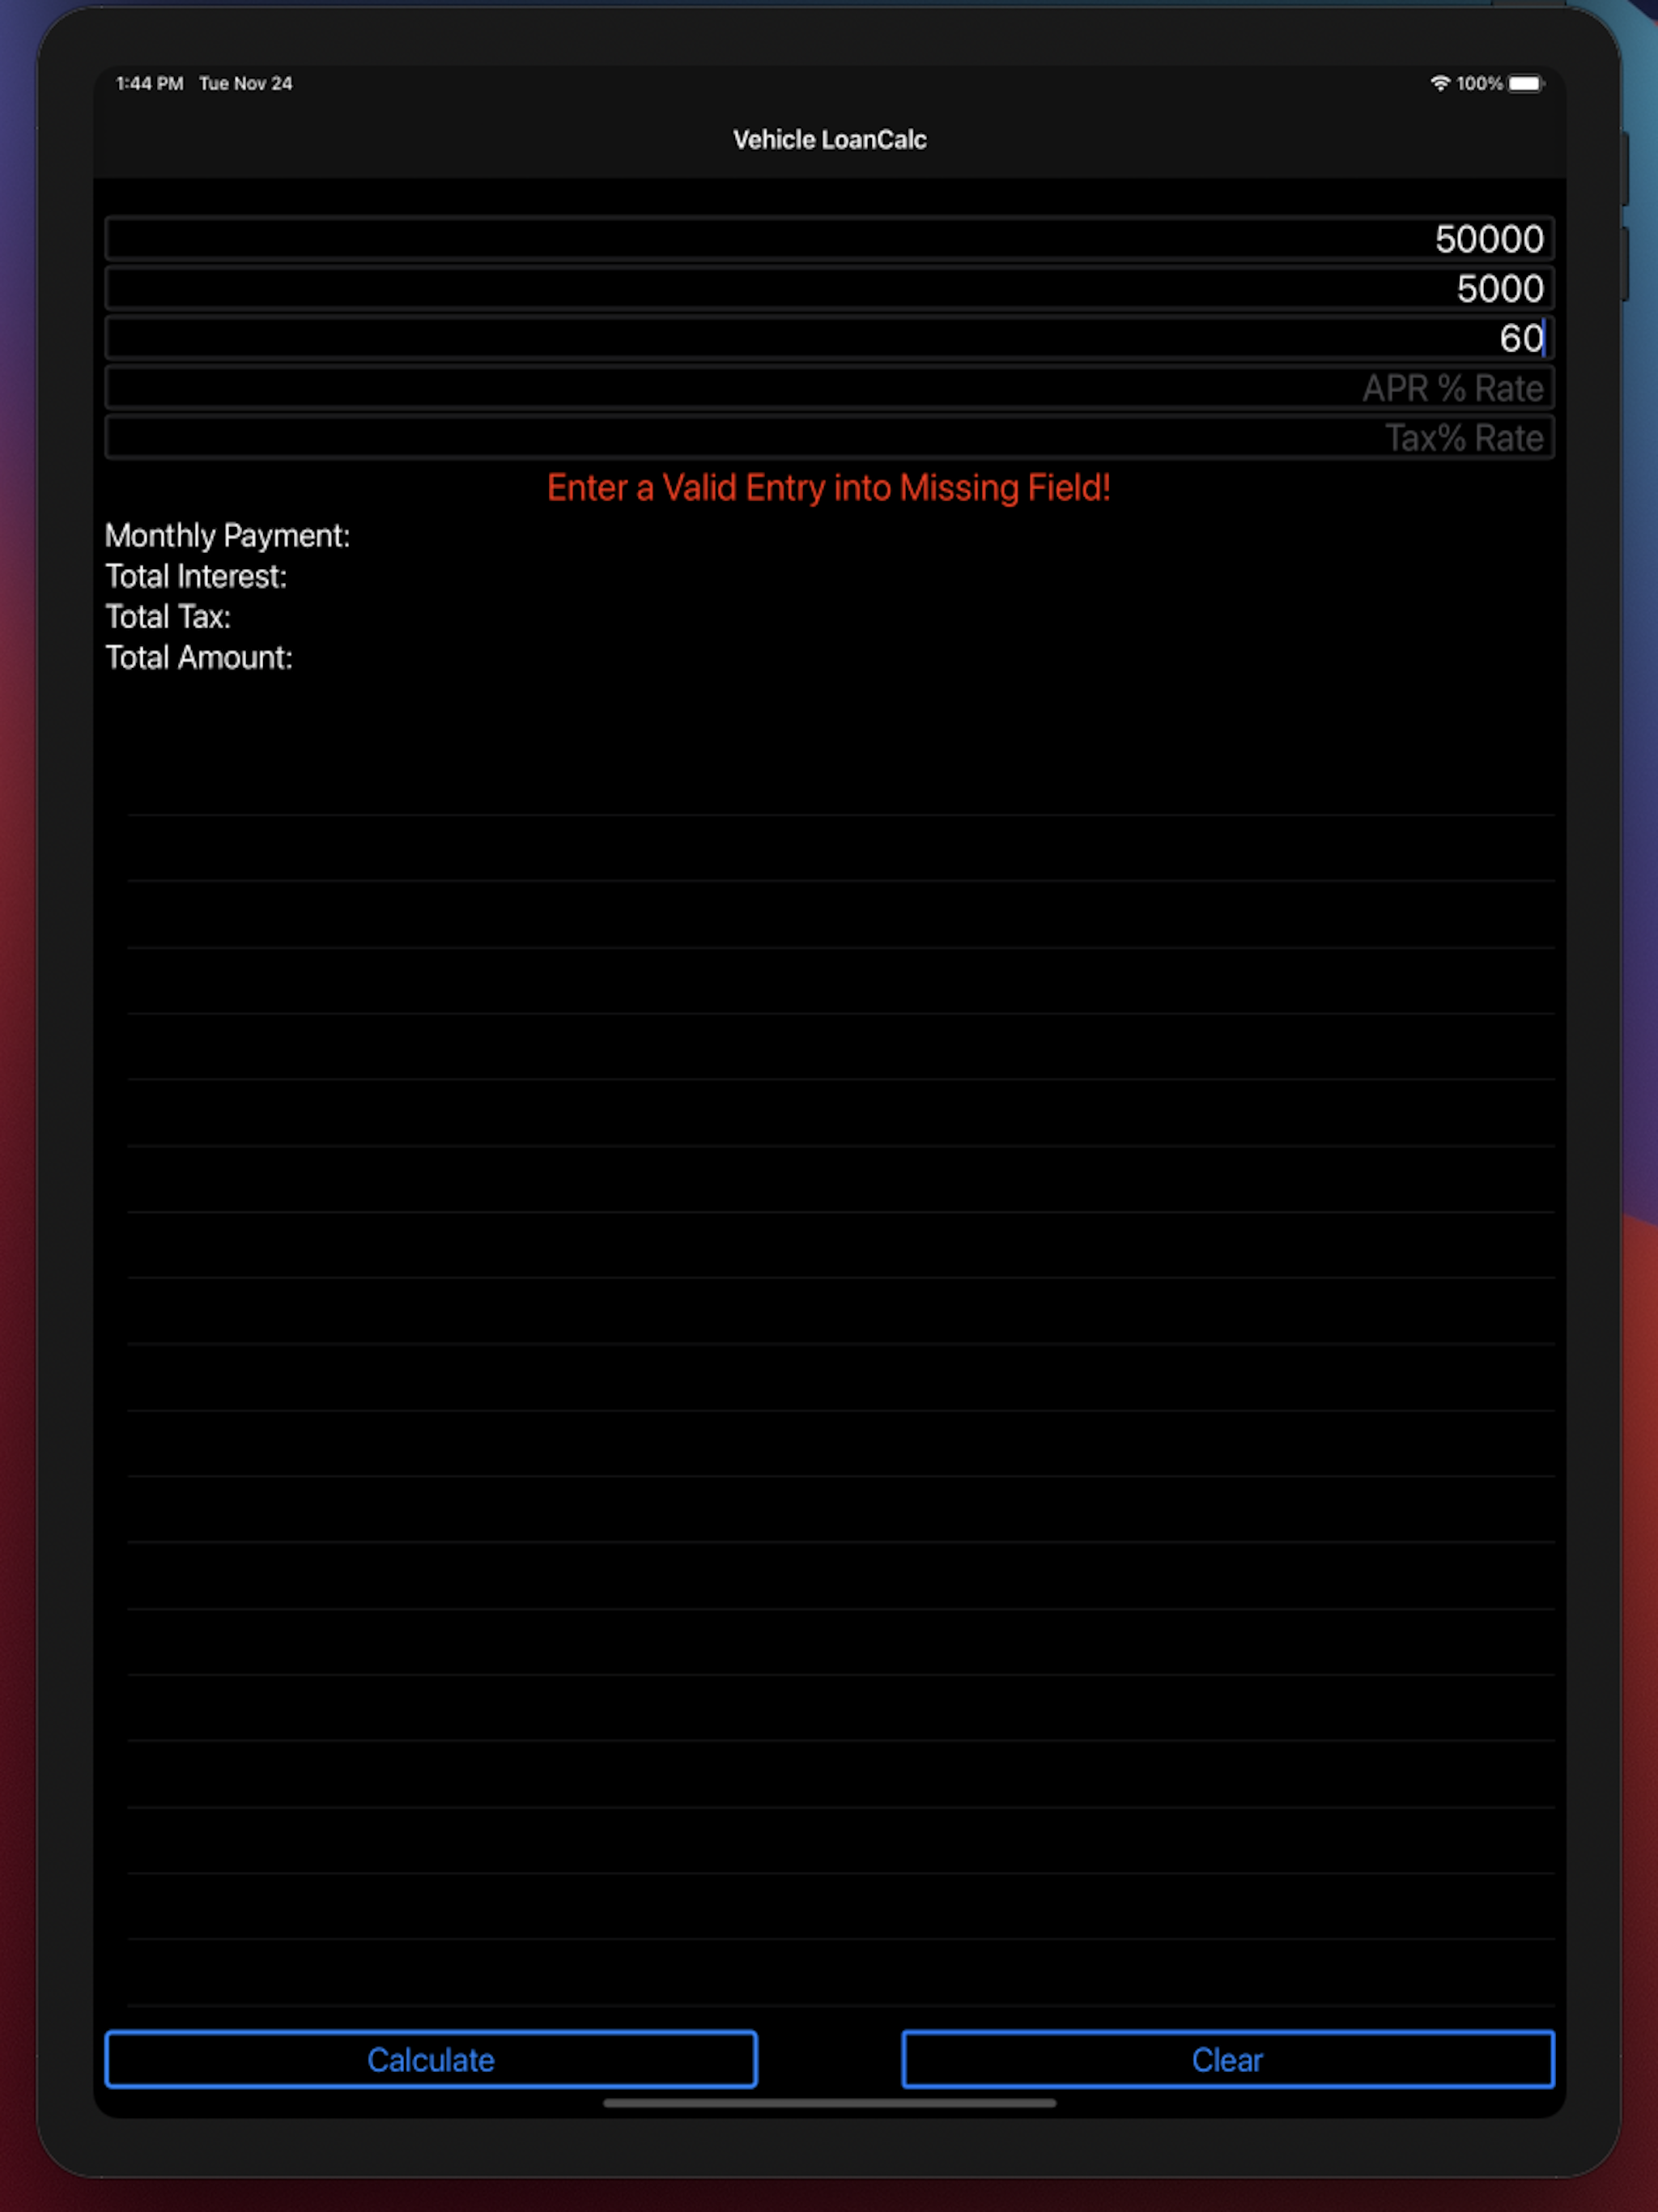 1:44 PM Tue Nov 24 100%
Vehicle LoanCalc
50000
5000
60
APR % Rate
Tax% Rate
Enter a Valid Entry into Missing Field!
Monthly Payment:
Total Interest:
Total Tax:
Total Amount:
Calculate Clear